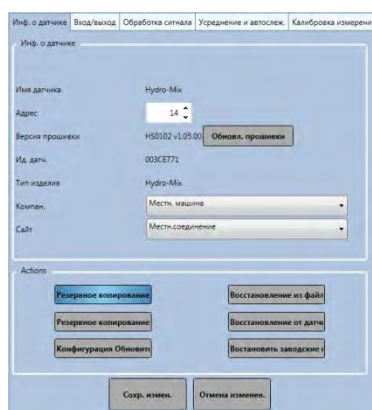 Инф. о датчике Вход/выход Обработка сигнала Усреднение и автослеж. Калибровка измерени
Инф. о датчике
Имя датчика Hydro-Mix
Адрес 14
Версия прошивки HS0102 v1.05.00 Обновл. прошивки
Ид. датч. 003CE771
Тип изделия Hydro-Mix
Компан. Местн. машина
Сайт Местн.соединение
Actions
Резервное копирование Восстановление из файл
Резервное копирование Восстановление от датч
Конфигурация Обновит Востановить заводские
Сохр. измен. Отмена изменен.